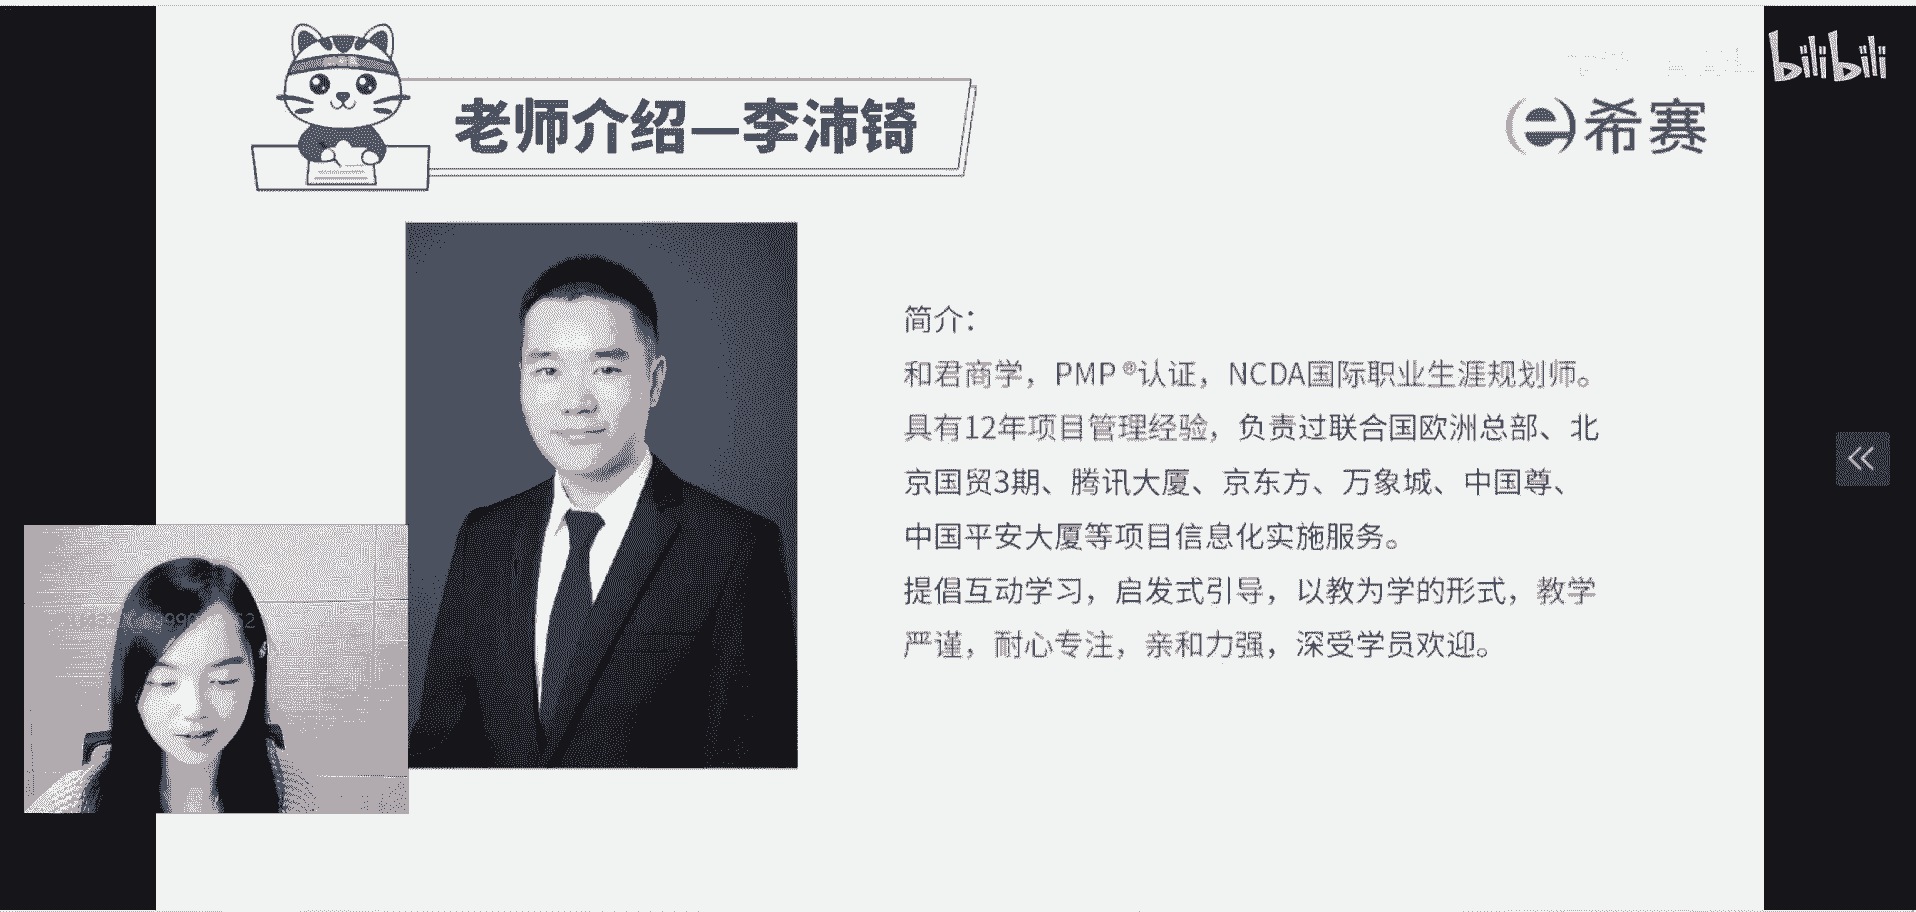 bilibili
老师介绍—李沛锜
希赛
简介：
和君商学，PMP®认证，NCDA国际职业生涯规划师。
具有12年项目管理经验，负责过联合国欧洲总部、北
京国贸3期、腾讯大厦、京东方、万象城、中国尊、
中国平安大厦等项目信息化实施服务。
提倡互动学习，启发式引导，以教为学的形式，教学
严谨，耐心专注，亲和力强，深受学员欢迎。